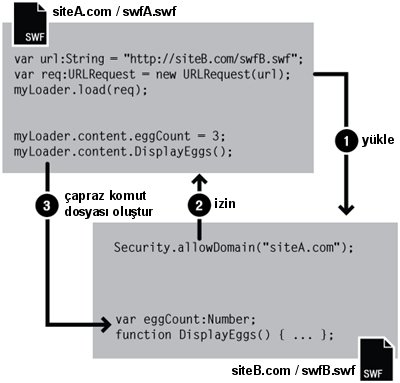 siteA.com / swfA.swf
SWF
var url:String = "http://siteB.com/swfB.swf";
var req:URLRequest = new URLRequest(url);
myLoader.load(req);
myLoader.content.eggCount = 3;
myLoader.content.DisplayEggs();
1 yükle
3 çapraz komut
dosyası oluştur
2 izin
Security.allowDomain("siteA.com");
var eggCount:Number;
function DisplayEggs() { ... };
SWF
siteB.com / swfB.swf